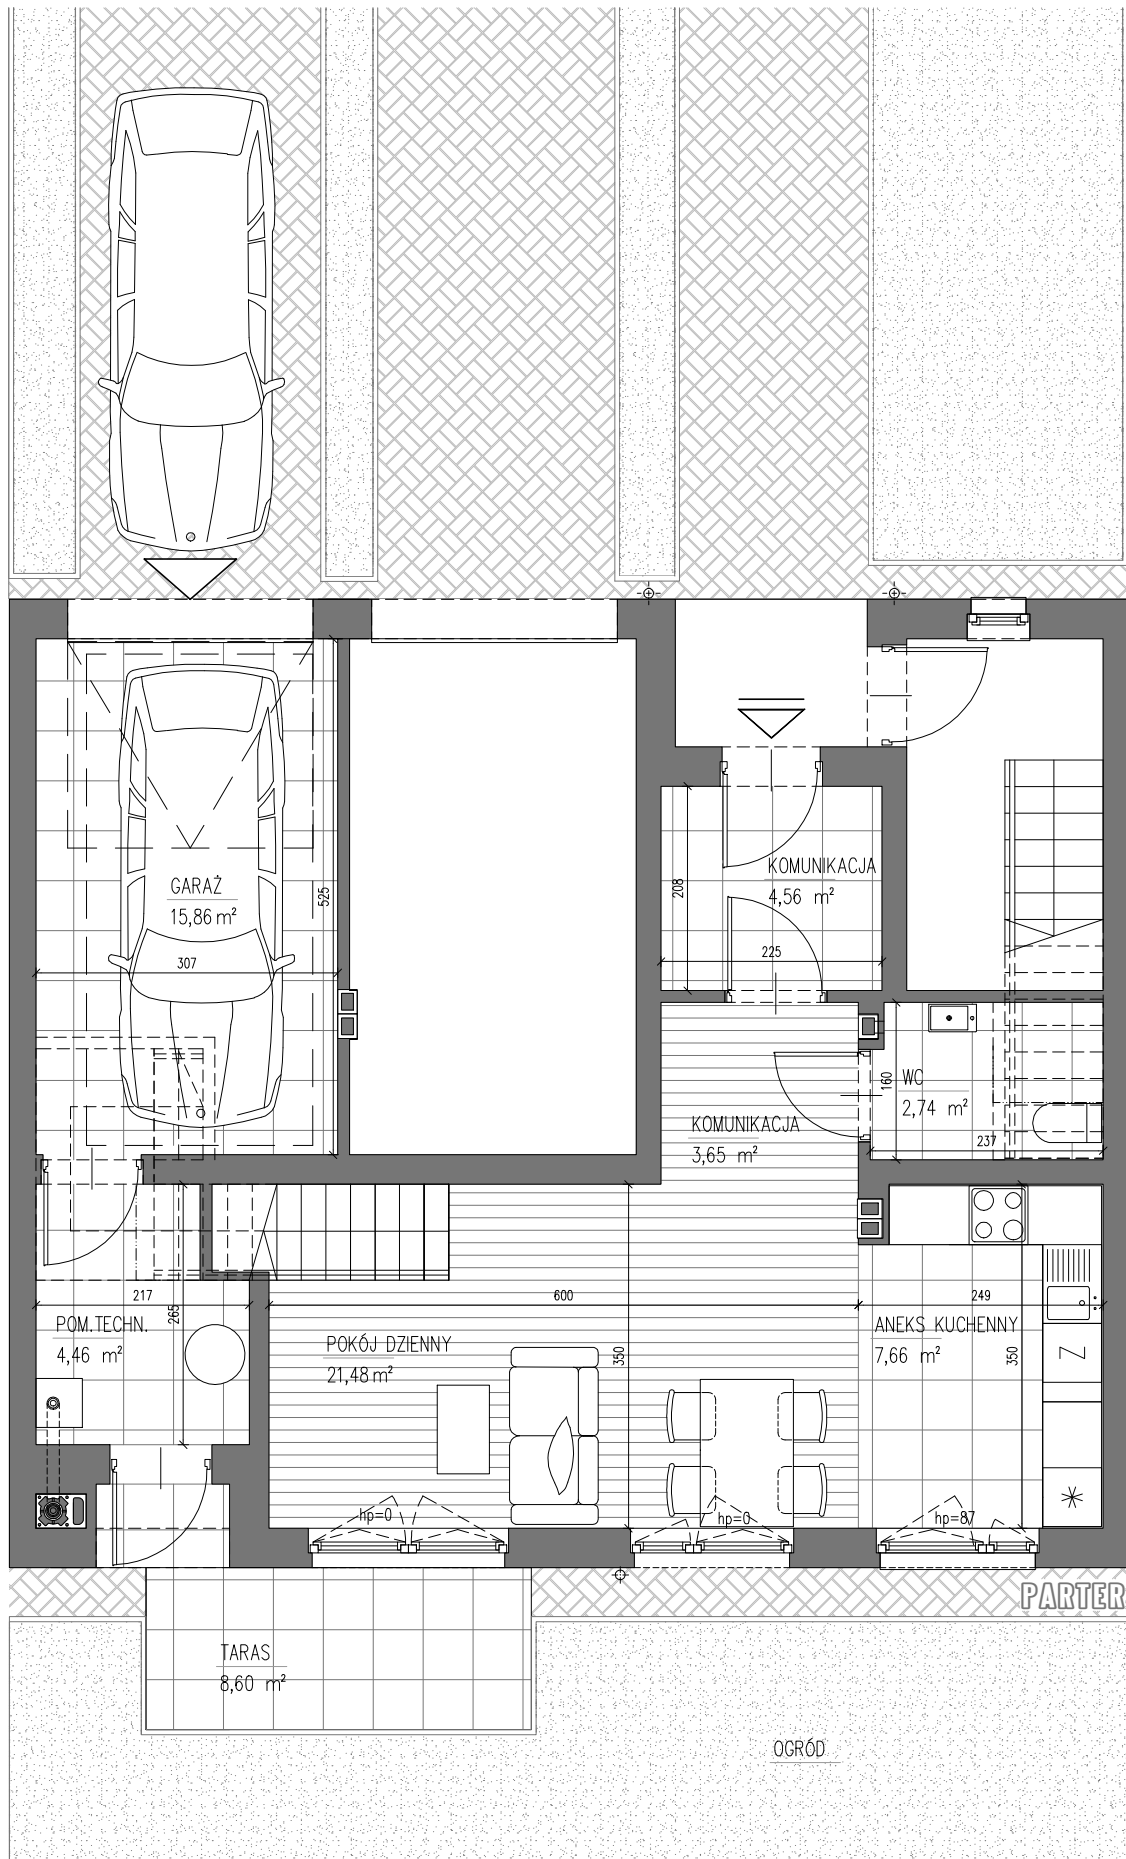 KOMUNIKACJA
4,56 m²
208
225
GARAŻ
15,86 m²
525
307
WC
2,74 m²
160
237
KOMUNIKACJA
3,65 m²
217
265
600
249
POM.TECHN.
4,46 m²
POKÓJ DZIENNY
21,48 m²
350
ANEKS KUCHENNY
7,66 m²
350
hp=0
hp=0
hp=87
PARTER
TARAS
8,60 m²
OGRÓD